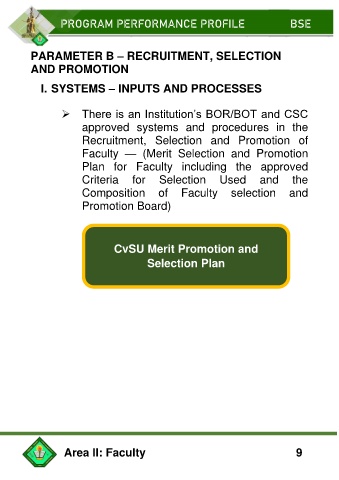 PROGRAM PERFORMANCE PROFILE BSE
PARAMETER B – RECRUITMENT, SELECTION
AND PROMOTION
I. SYSTEMS – INPUTS AND PROCESSES
➢ There is an Institution's BOR/BOT and CSC
approved systems and procedures in the
Recruitment, Selection and Promotion of
Faculty — (Merit Selection and Promotion
Plan for Faculty including the approved
Criteria for Selection Used and the
Composition of Faculty selection and
Promotion Board)
CvSU Merit Promotion and
Selection Plan
Area II: Faculty 9